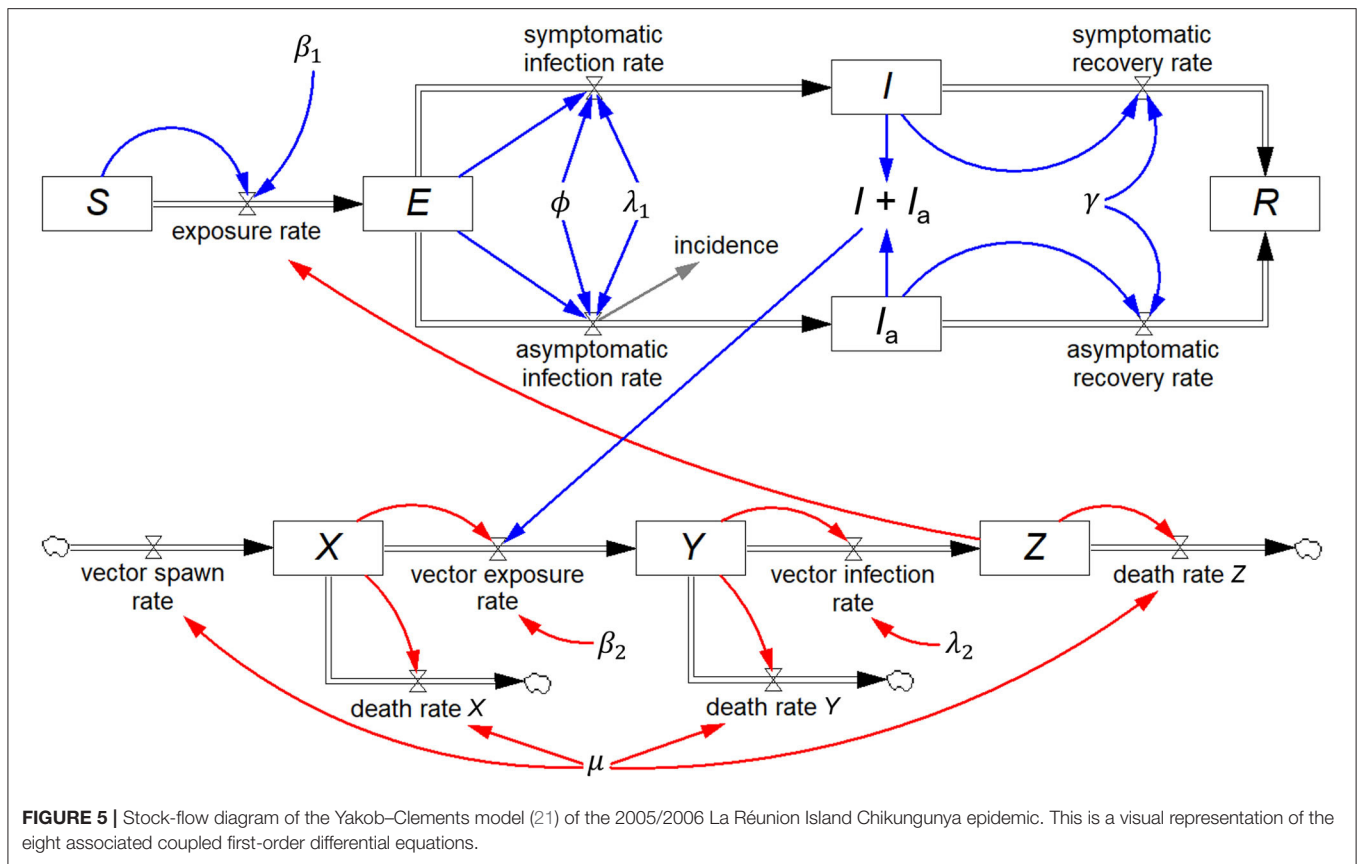 β₁
symptomatic
infection rate
symptomatic
recovery rate
I
S
exposure rate
E
ϕ
λ₁
I + Iₐ
γ
R
incidence
Iₐ
asymptomatic
infection rate
asymptomatic
recovery rate
X
Y
Z
vector spawn
rate
vector exposure
rate
vector infection
rate
death rate Z
β₂
λ₂
death rate X
death rate Y
μ
FIGURE 5 | Stock-flow diagram of the Yakob–Clements model (21) of the 2005/2006 La Réunion Island Chikungunya epidemic. This is a visual representation of the
eight associated coupled first-order differential equations.